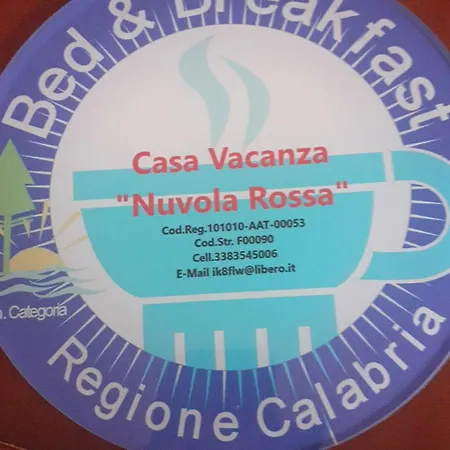 Bed & Breakfast
Casa Vacanza
"Nuvola Rossa"
Cod.Reg.101010-AAT-00053
Cod.Str. F00090
Cell.3383545006
E-Mail ik8flw@libero.it
. Categoria
Regione Calabria